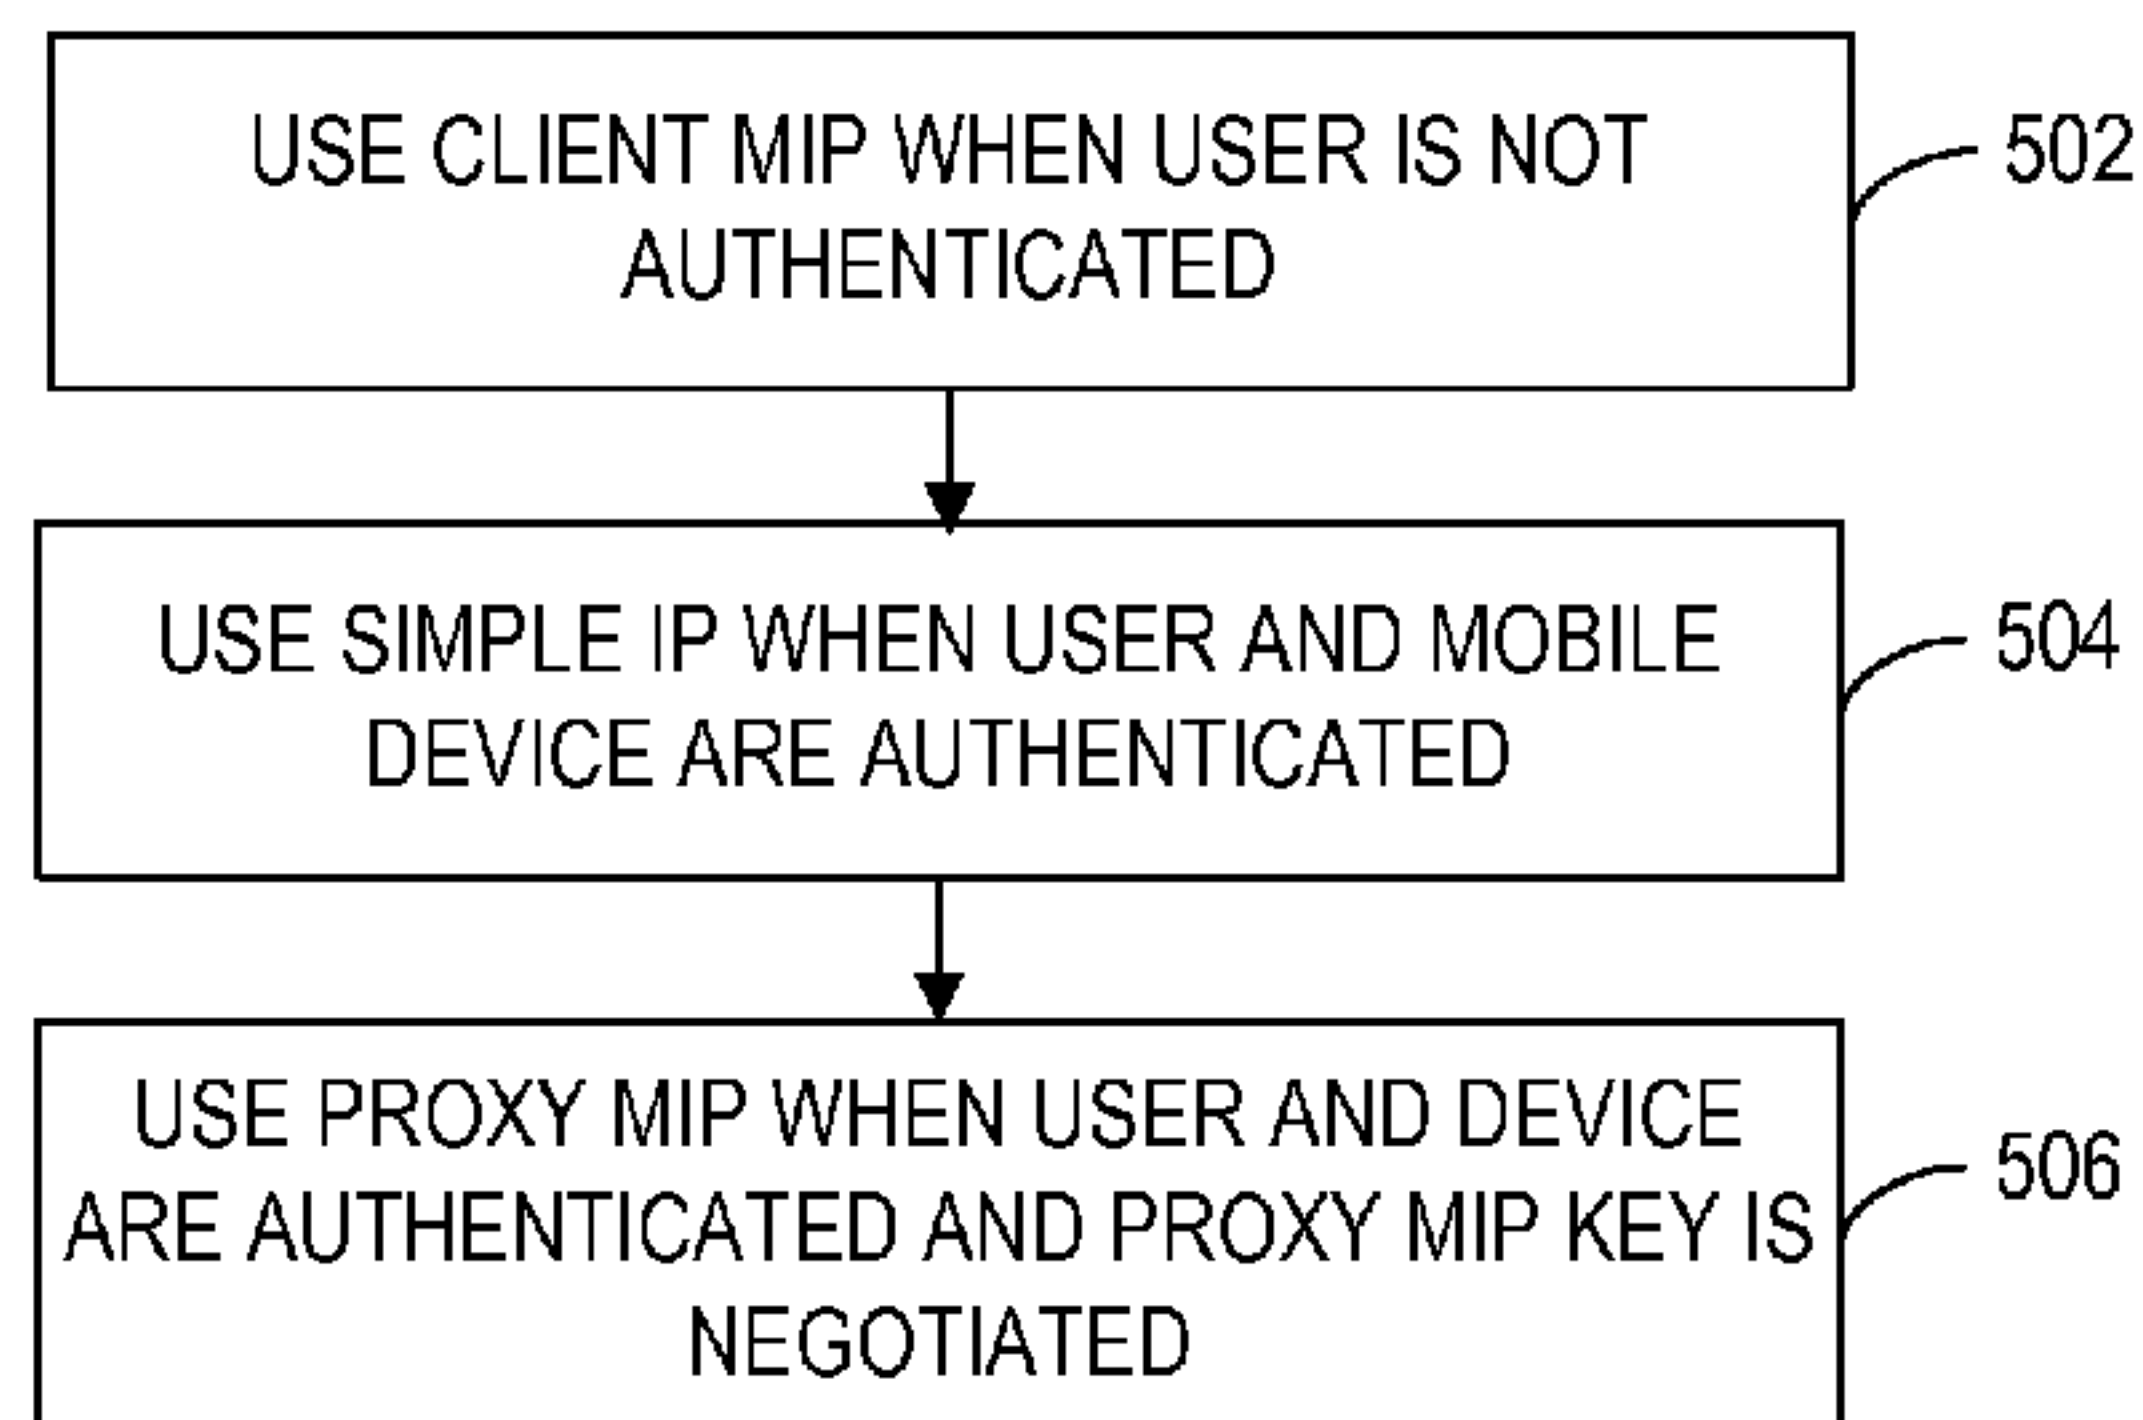 USE CLIENT MIP WHEN USER IS NOT
AUTHENTICATED
502
USE SIMPLE IP WHEN USER AND MOBILE
DEVICE ARE AUTHENTICATED
504
USE PROXY MIP WHEN USER AND DEVICE
ARE AUTHENTICATED AND PROXY MIP KEY IS
NEGOTIATED
506